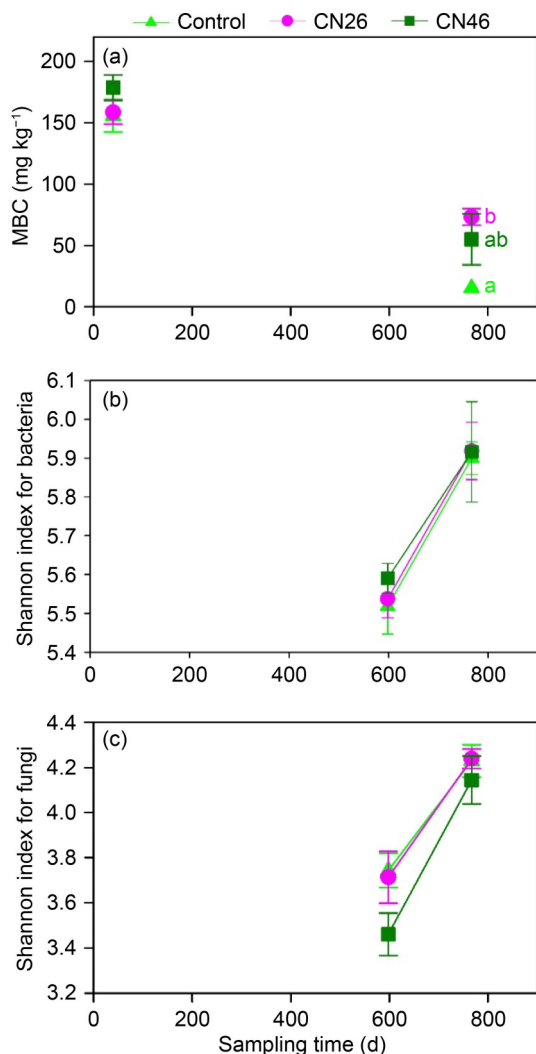 Control CN26 CN46
(a)
MBC (mg kg⁻¹)
200
150
100
50
0
b
ab
a
0 200 400 600 800
(b)
Shannon index for bacteria
6.1
6.0
5.9
5.8
5.7
5.6
5.5
5.4
0 200 400 600 800
(c)
Shannon index for fungi
4.4
4.2
4.0
3.8
3.6
3.4
3.2
0 200 400 600 800
Sampling time (d)